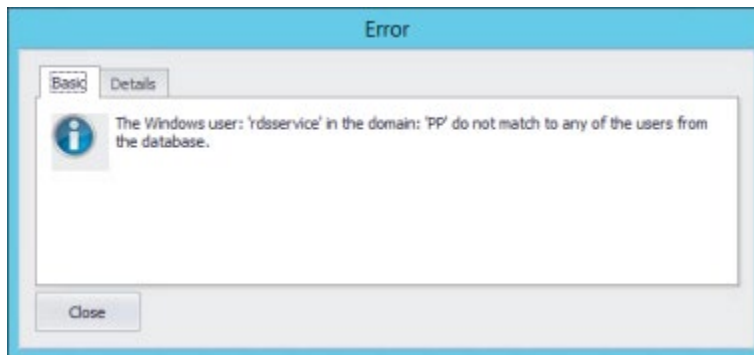 Error
Basic
Details
The Windows user: 'rdsservice' in the domain: 'PP' do not match to any of the users from
the database.
Close